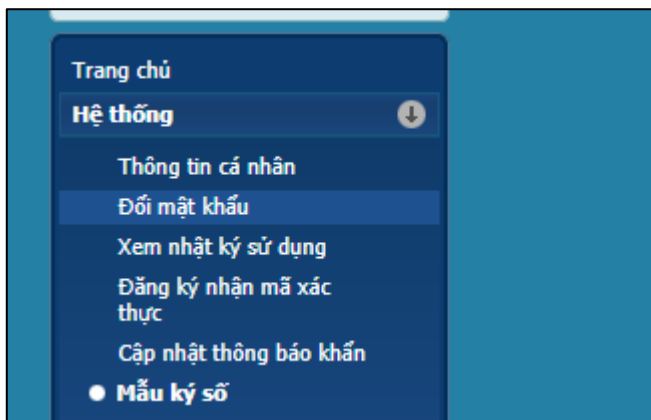 Trang chủ
Hệ thống
Thông tin cá nhân
Đổi mật khẩu
Xem nhật ký sử dụng
Đăng ký nhận mã xác
thực
Cập nhật thông báo khẩn
Mẫu ký số